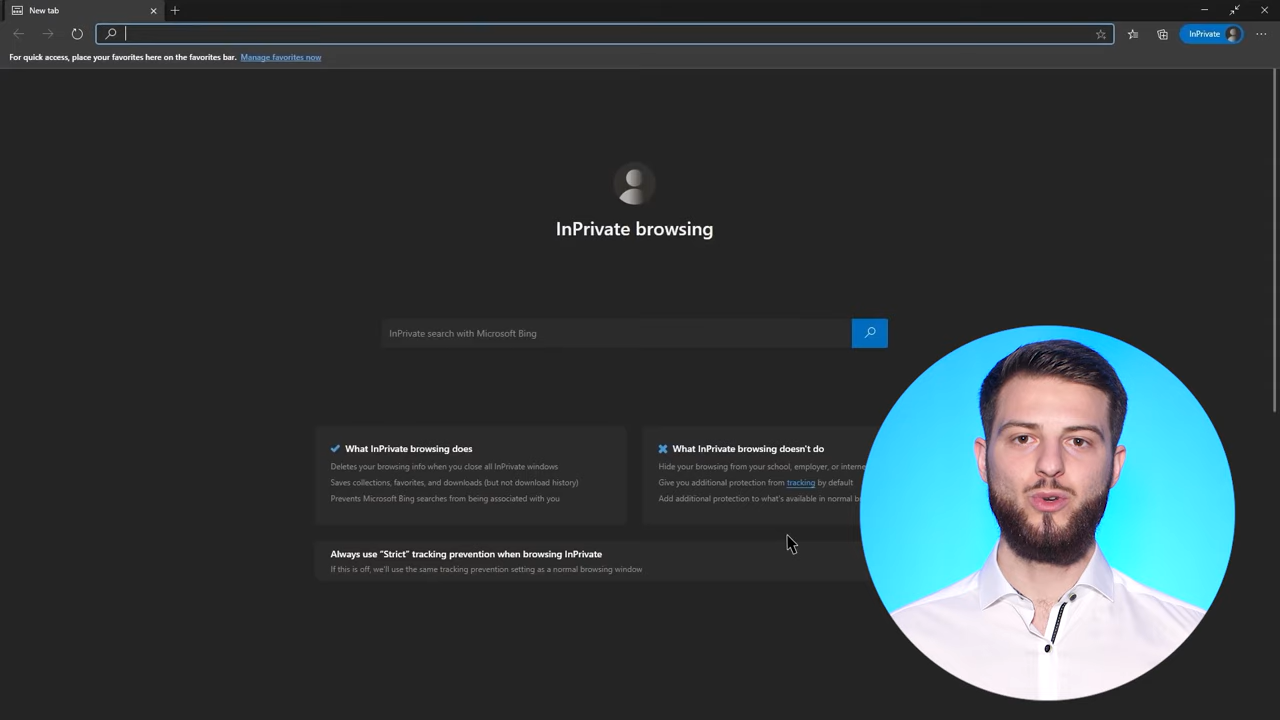 New tab
InPrivate
For quick access, place your favorites here on the favorites bar. Manage favorites now
InPrivate browsing
InPrivate search with Microsoft Bing
What InPrivate browsing does
Deletes your browsing info when you close all InPrivate windows
Saves collections, favorites, and downloads (but not download history)
Prevents Microsoft Bing searches from being associated with you
What InPrivate browsing doesn't do
Hide your browsing from your school, employer, or
Give you additional protection from tracking by default
Add additional protection to what's available in normal
Always use "Strict" tracking prevention when browsing InPrivate
If this is off, we'll use the same tracking prevention setting as a normal browsing window